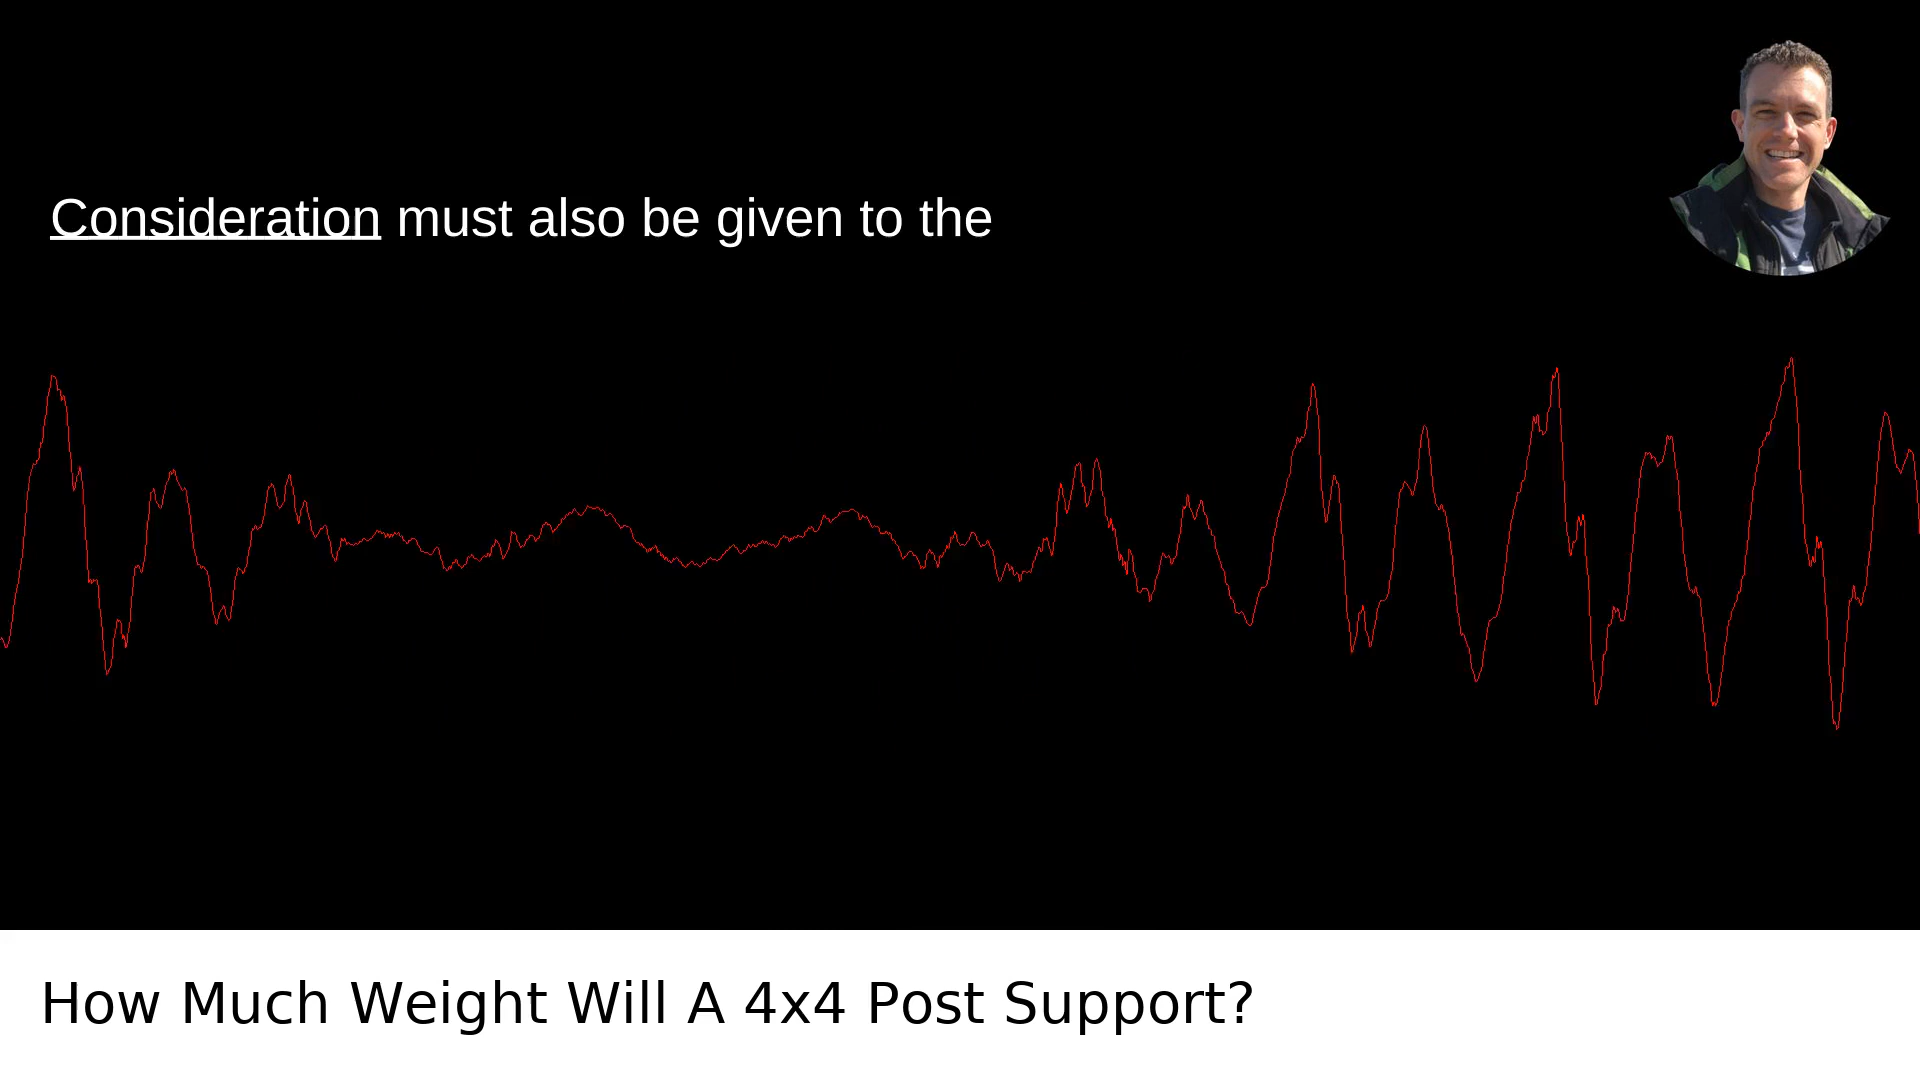 Consideration must also be given to the
How Much Weight Will A 4x4 Post Support?